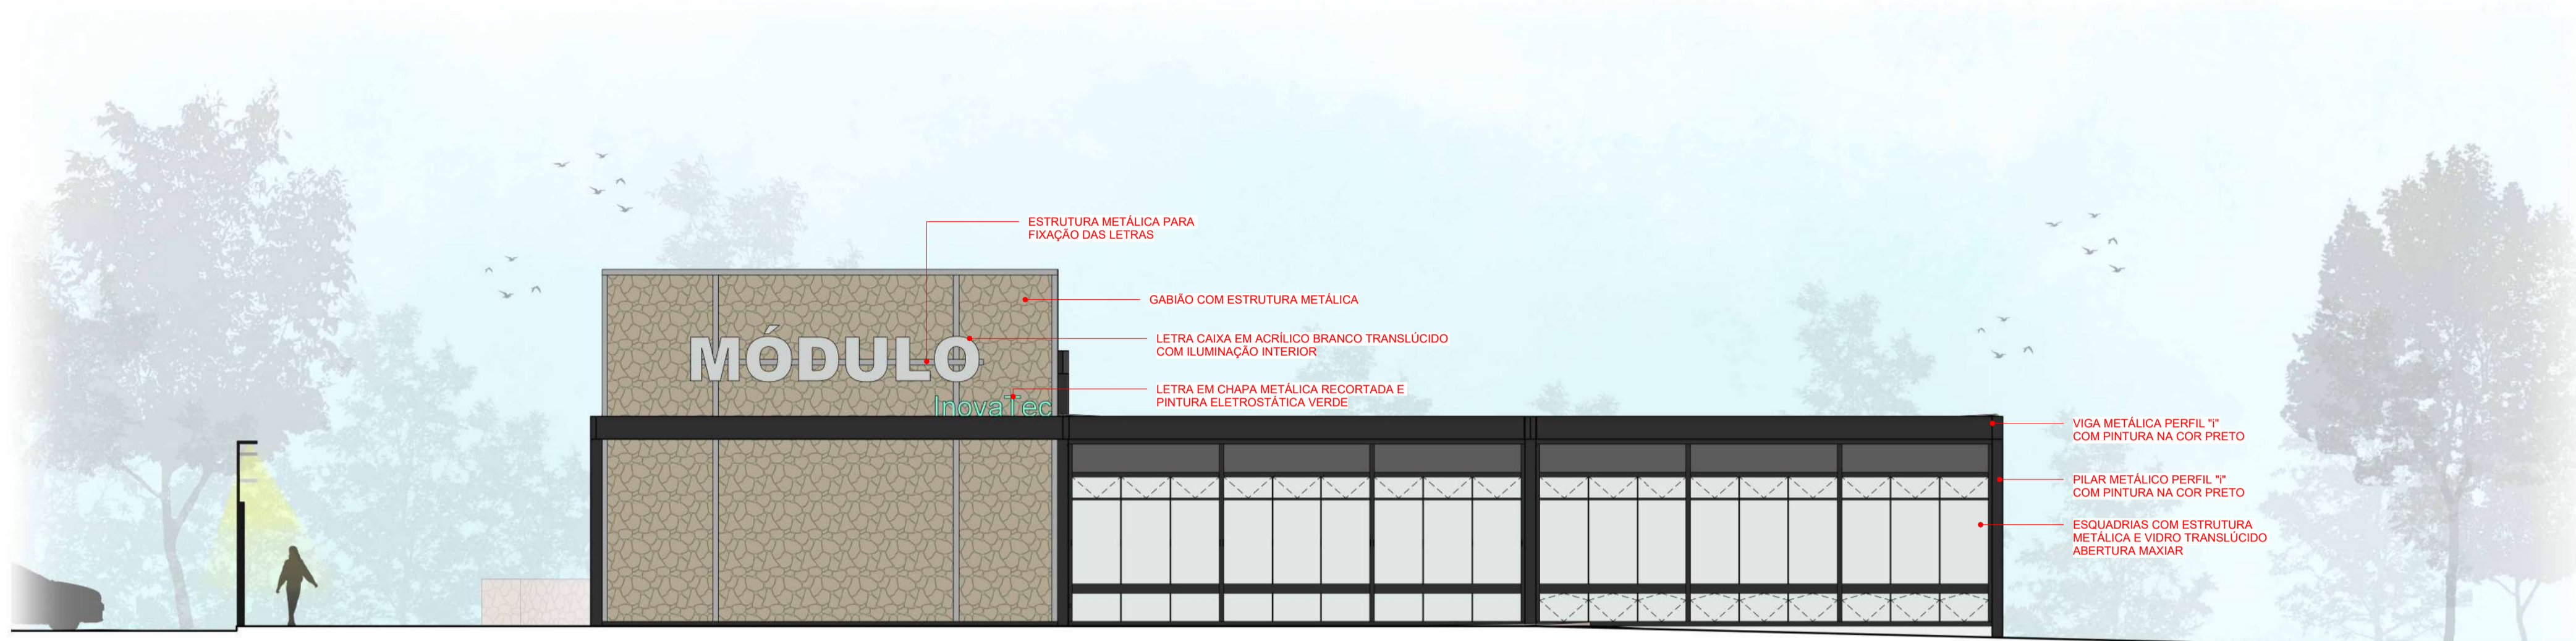 ESTRUTURA METÁLICA PARA
FIXAÇÃO DAS LETRAS
GABIÃO COM ESTRUTURA METÁLICA
LETRA CAIXA EM ACRÍLICO BRANCO TRANSLÚCIDO
COM ILUMINAÇÃO INTERIOR
MÓDULO
LETRA EM CHAPA METÁLICA RECORTADA E
PINTURA ELETROSTÁTICA VERDE
InovaTec
VIGA METÁLICA PERFIL "i"
COM PINTURA NA COR PRETO
PILAR METÁLICO PERFIL "i"
COM PINTURA NA COR PRETO
ESQUADRIAS COM ESTRUTURA
METÁLICA E VIDRO TRANSLÚCIDO
ABERTURA MAXIAR